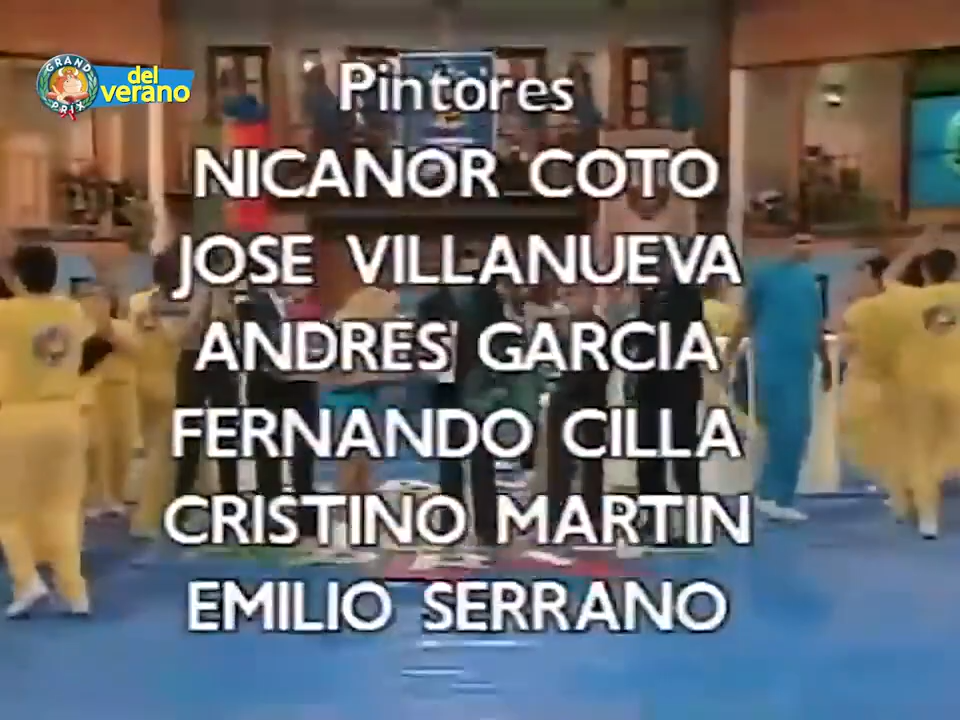 GRAND
PRIX
del
verano
Pintores
NICANOR COTO
JOSE VILLANUEVA
ANDRES GARCIA
FERNANDO CILLA
CRISTINO MARTIN
EMILIO SERRANO